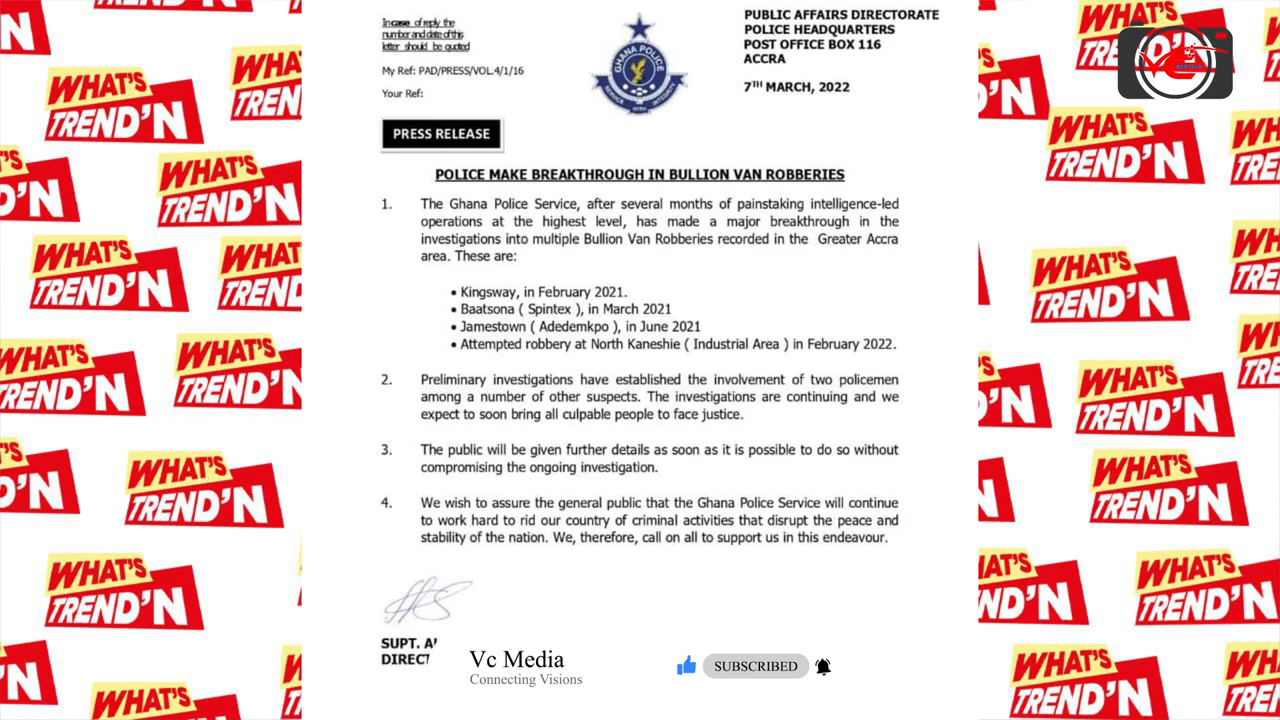 In case of reply the
number and date of this
letter should be quoted
My Ref: PAD/PRESS/VOL.4/1/16
Your Ref:
GHANA POLICE
SERVICE WITH INTEGRITY
PUBLIC AFFAIRS DIRECTORATE
POLICE HEADQUARTERS
POST OFFICE BOX 116
ACCRA
7TH MARCH, 2022
PRESS RELEASE
POLICE MAKE BREAKTHROUGH IN BULLION VAN ROBBERIES
1. The Ghana Police Service, after several months of painstaking intelligence-led
operations at the highest level, has made a major breakthrough in the
investigations into multiple Bullion Van Robberies recorded in the Greater Accra
area. These are:
• Kingsway, in February 2021.
• Baatsona ( Spintex ), in March 2021
• Jamestown ( Adedemkpo ), in June 2021
• Attempted robbery at North Kaneshie ( Industrial Area ) in February 2022.
2. Preliminary investigations have established the involvement of two policemen
among a number of other suspects. The investigations are continuing and we
expect to soon bring all culpable people to face justice.
3. The public will be given further details as soon as it is possible to do so without
compromising the ongoing investigation.
4. We wish to assure the general public that the Ghana Police Service will continue
to work hard to rid our country of criminal activities that disrupt the peace and
stability of the nation. We, therefore, call on all to support us in this endeavour.
SUPT. A
DIRECT
Vc Media
Connecting Visions
SUBSCRIBED
WHAT'S
TREND'N
MEDIA